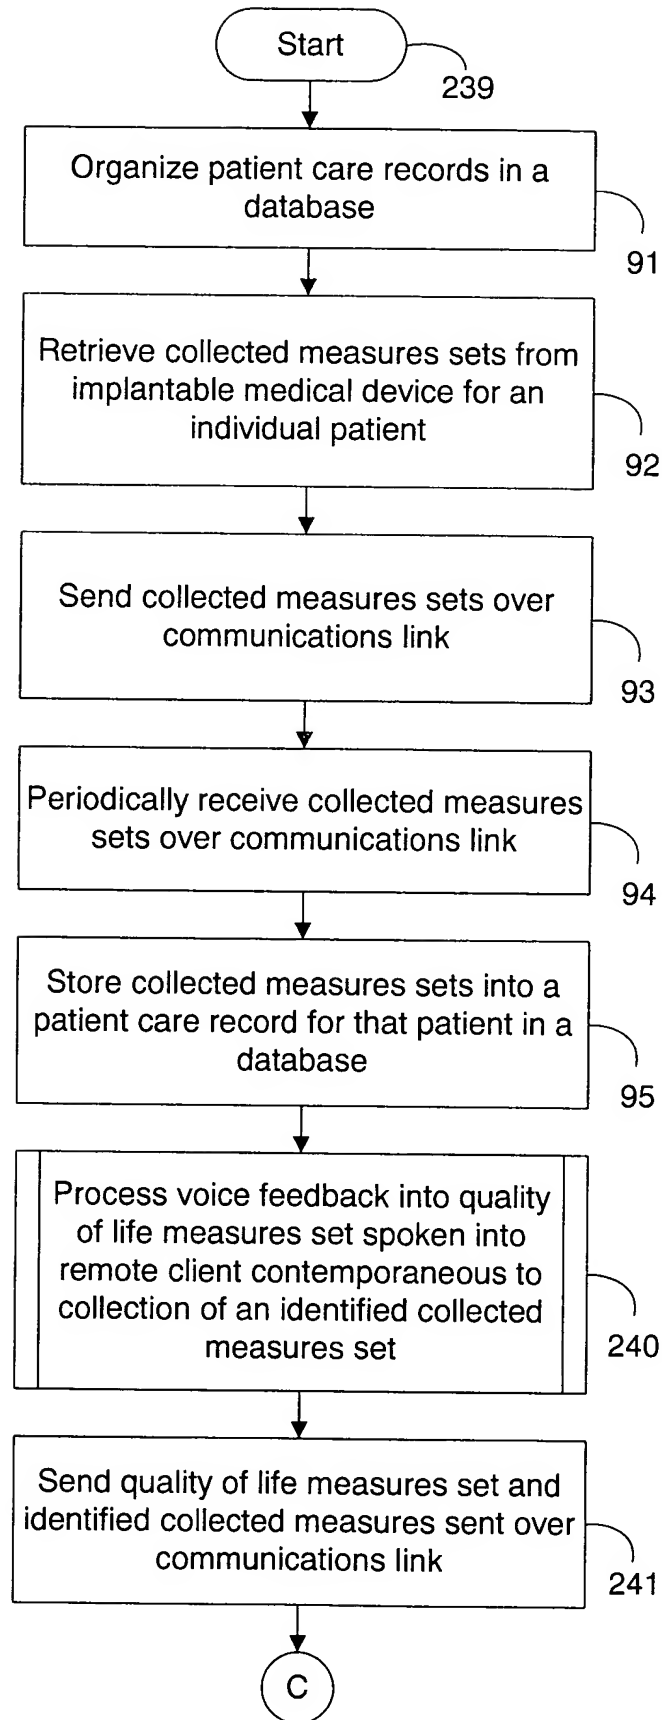 Start
239
Organize patient care records in a
database
91
Retrieve collected measures sets from
implantable medical device for an
individual patient
92
Send collected measures sets over
communications link
93
Periodically receive collected measures
sets over communications link
94
Store collected measures sets into a
patient care record for that patient in a
database
95
Process voice feedback into quality
of life measures set spoken into
remote client contemporaneous to
collection of an identified collected
measures set
240
Send quality of life measures set and
identified collected measures sent over
communications link
241
C